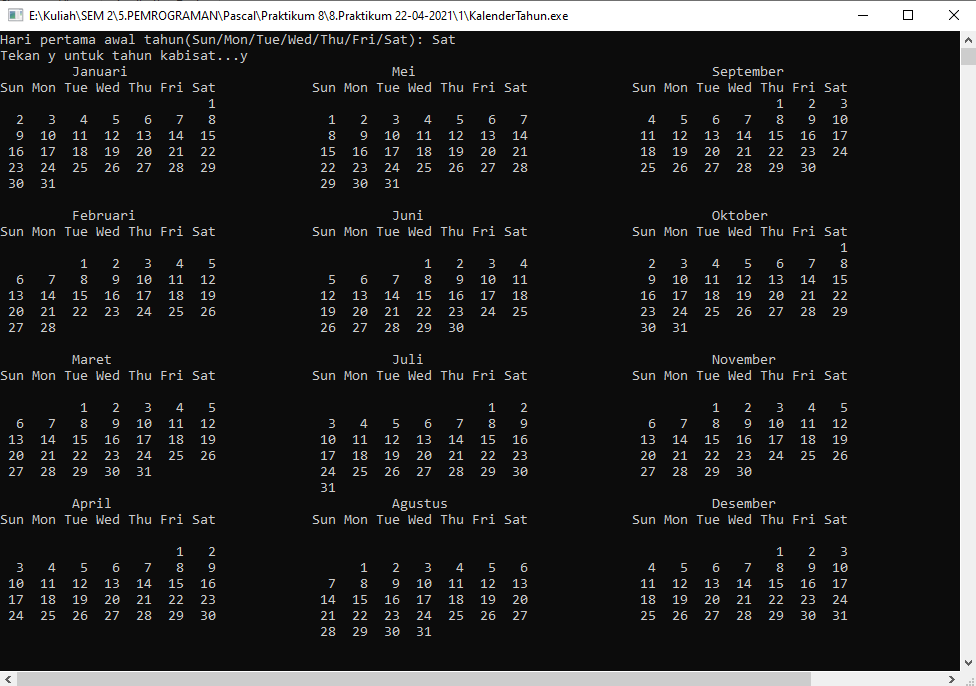 E:\Kuliah\SEM 2\5.PEMROGRAMAN\Pascal\Praktikum 8\8.Praktikum 22-04-2021\1\KalenderTahun.exe
Hari pertama awal tahun(Sun/Mon/Tue/Wed/Thu/Fri/Sat): Sat
Tekan y untuk tahun kabisat...y
Januari Mei September
Sun Mon Tue Wed Thu Fri Sat Sun Mon Tue Wed Thu Fri Sat Sun Mon Tue Wed Thu Fri Sat
1 1 2 3
2 3 4 5 6 7 8 1 2 3 4 5 6 7 4 5 6 7 8 9 10
9 10 11 12 13 14 15 8 9 10 11 12 13 14 11 12 13 14 15 16 17
16 17 18 19 20 21 22 15 16 17 18 19 20 21 18 19 20 21 22 23 24
23 24 25 26 27 28 29 22 23 24 25 26 27 28 25 26 27 28 29 30
30 31 29 30 31
Februari Juni Oktober
Sun Mon Tue Wed Thu Fri Sat Sun Mon Tue Wed Thu Fri Sat Sun Mon Tue Wed Thu Fri Sat
1
1 2 3 4 5 1 2 3 4 2 3 4 5 6 7 8
6 7 8 9 10 11 12 5 6 7 8 9 10 11 9 10 11 12 13 14 15
13 14 15 16 17 18 19 12 13 14 15 16 17 18 16 17 18 19 20 21 22
20 21 22 23 24 25 26 19 20 21 22 23 24 25 23 24 25 26 27 28 29
27 28 26 27 28 29 30 30 31
Maret Juli November
Sun Mon Tue Wed Thu Fri Sat Sun Mon Tue Wed Thu Fri Sat Sun Mon Tue Wed Thu Fri Sat
1 2 3 4 5 1 2 1 2 3 4 5
6 7 8 9 10 11 12 3 4 5 6 7 8 9 6 7 8 9 10 11 12
13 14 15 16 17 18 19 10 11 12 13 14 15 16 13 14 15 16 17 18 19
20 21 22 23 24 25 26 17 18 19 20 21 22 23 20 21 22 23 24 25 26
27 28 29 30 31 24 25 26 27 28 29 30 27 28 29 30
31
April Agustus Desember
Sun Mon Tue Wed Thu Fri Sat Sun Mon Tue Wed Thu Fri Sat Sun Mon Tue Wed Thu Fri Sat
1 2 1 2 3
3 4 5 6 7 8 9 1 2 3 4 5 6 4 5 6 7 8 9 10
10 11 12 13 14 15 16 7 8 9 10 11 12 13 11 12 13 14 15 16 17
17 18 19 20 21 22 23 14 15 16 17 18 19 20 18 19 20 21 22 23 24
24 25 26 27 28 29 30 21 22 23 24 25 26 27 25 26 27 28 29 30 31
28 29 30 31